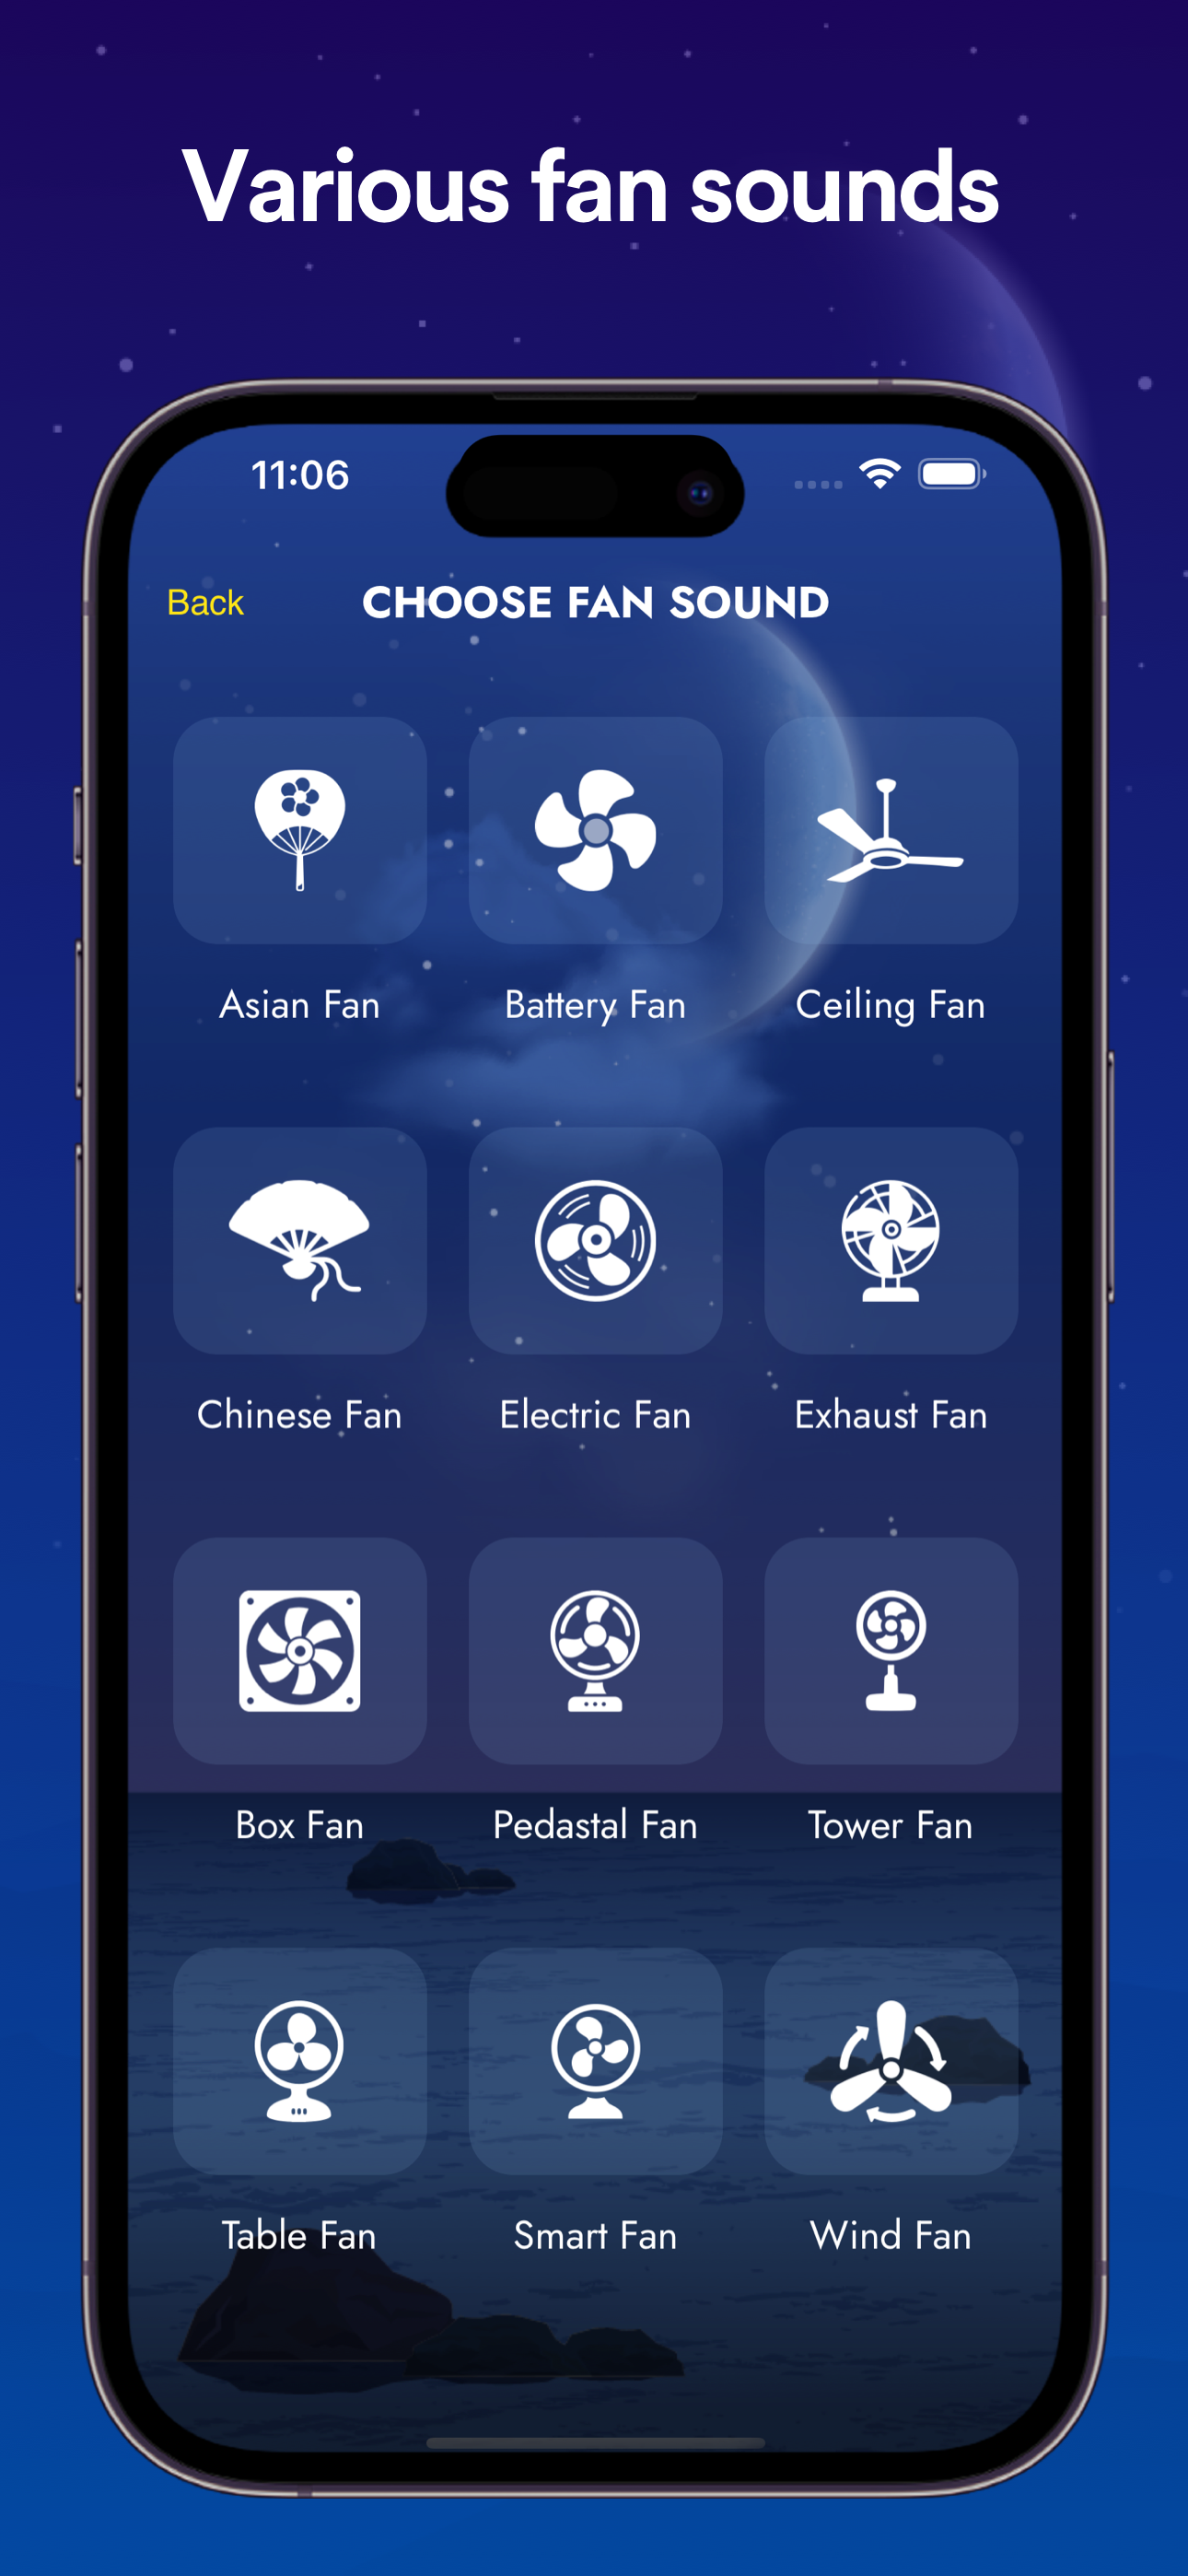 Various fan sounds
11:06
Back
CHOOSE FAN SOUND
Asian Fan
Battery Fan
Ceiling Fan
Chinese Fan
Electric Fan
Exhaust Fan
Box Fan
Pedastal Fan
Tower Fan
Table Fan
Smart Fan
Wind Fan